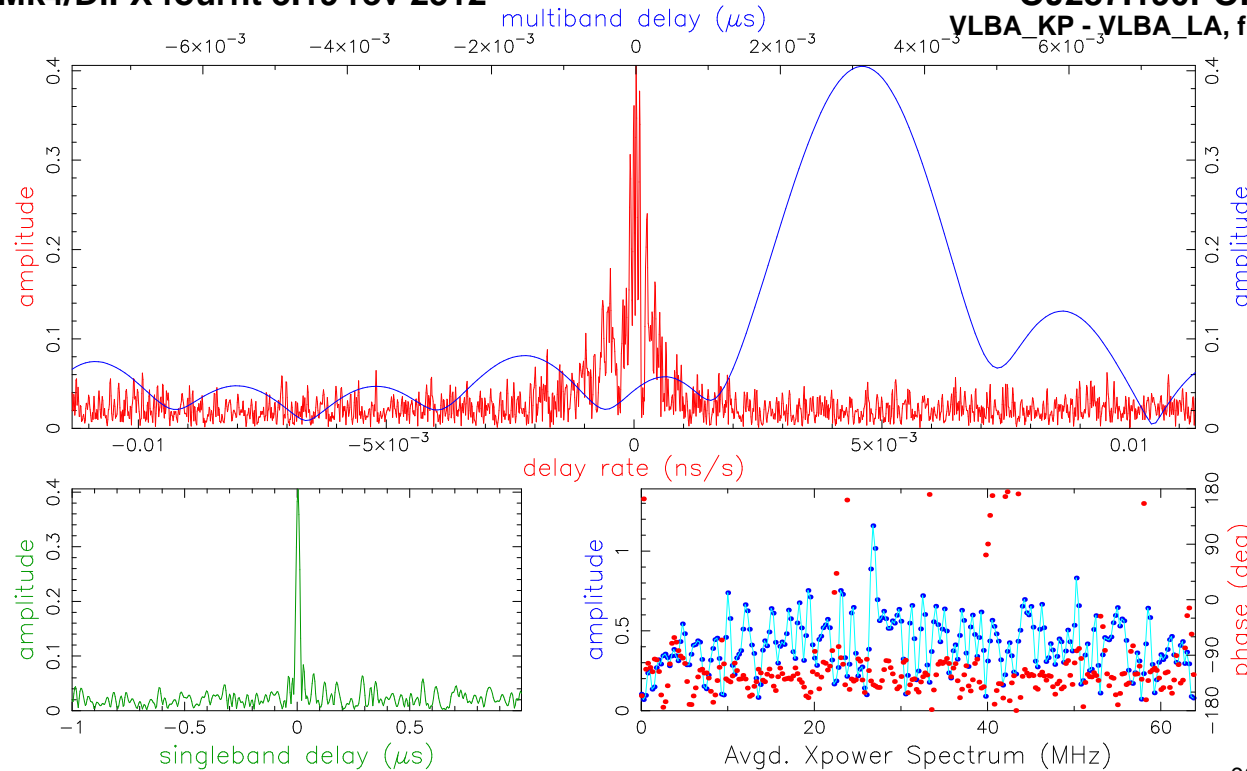 multiband delay (μs)
VLBA_KP - VLBA_LA, f
−6×10⁻³ −4×10⁻³ −2×10⁻³ 0 2×10⁻³ 4×10⁻³ 6×10⁻³
amplitude
0 0.1 0.2 0.3 0.4
0 0.1 0.2 0.3 0.4
amplitude
−0.01 −5×10⁻³ 0 5×10⁻³ 0.01
delay rate (ns/s)
amplitude
0 0.1 0.2 0.3 0.4
−1 −0.5 0 0.5
singleband delay (μs)
amplitude
0 0.5 1
−180 −90 0 90 180
phase (deg)
0 20 40 60
Avgd. Xpower Spectrum (MHz)